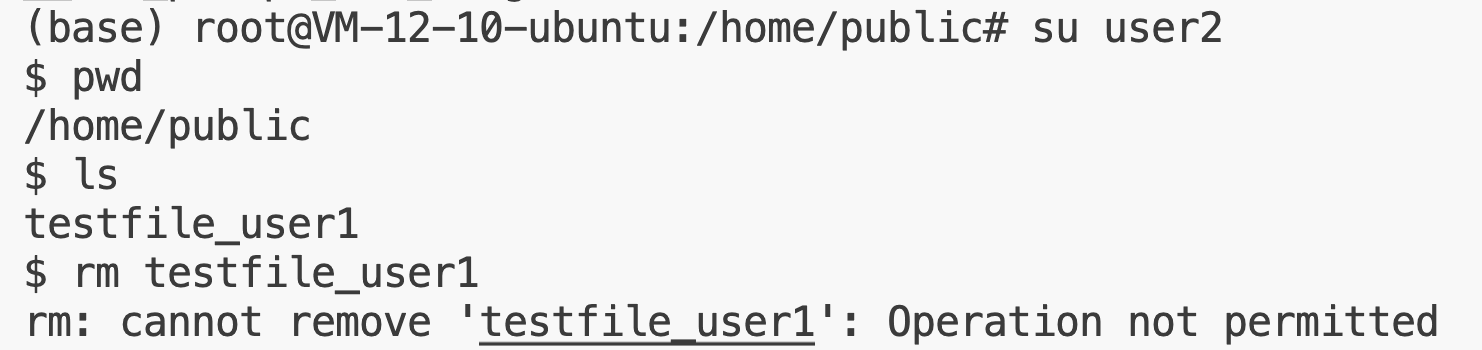 (base) root@VM-12-10-ubuntu:/home/public# su user2
$ pwd
/home/public
$ ls
testfile_user1
$ rm testfile_user1
rm: cannot remove 'testfile_user1': Operation not permitted